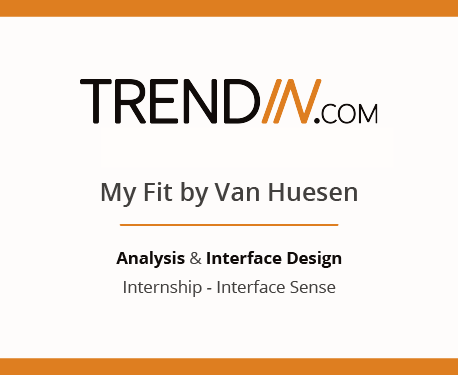 TRENDIN.COM
My Fit by Van Huesen
Analysis & Interface Design
Internship - Interface Sense